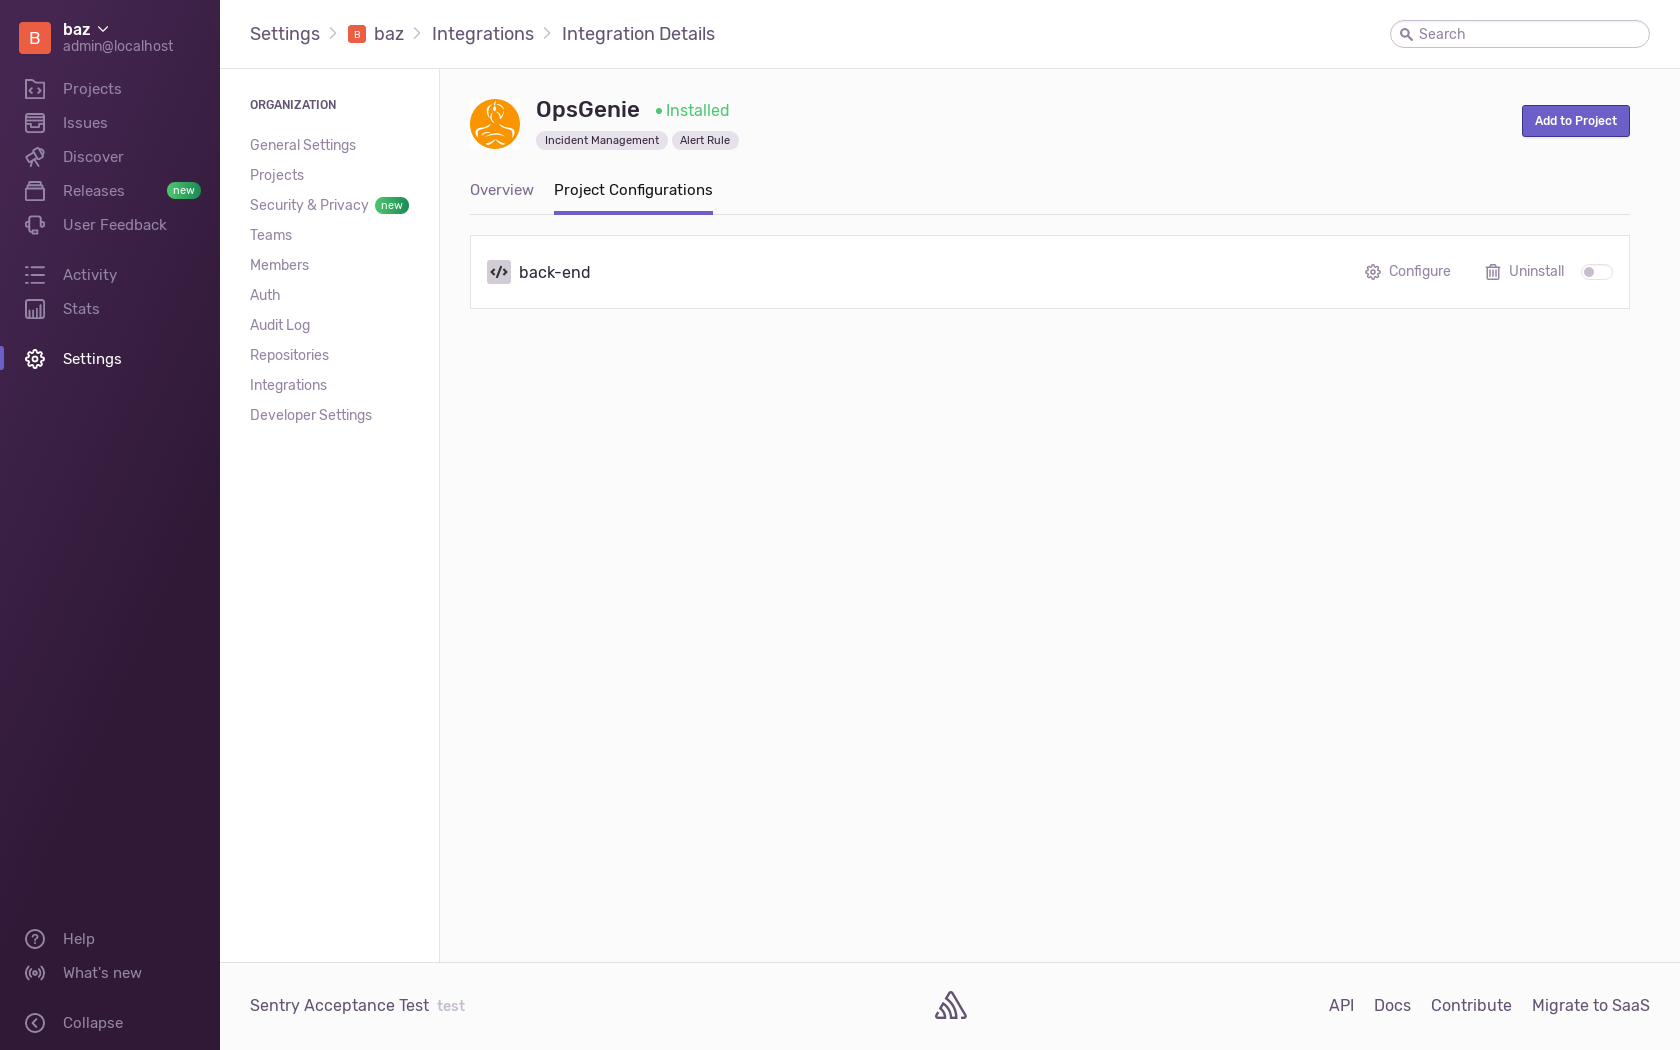 B
baz
admin@localhost
Projects
Issues
Discover
Releases new
User Feedback
Activity
Stats
Settings
Help
What's new
Collapse
Settings B baz Integrations Integration Details
Search
ORGANIZATION
General Settings
Projects
Security & Privacy new
Teams
Members
Auth
Audit Log
Repositories
Integrations
Developer Settings
OpsGenie Installed
Incident Management Alert Rule
Add to Project
Overview Project Configurations
back-end Configure Uninstall
Sentry Acceptance Test test
API Docs Contribute Migrate to SaaS